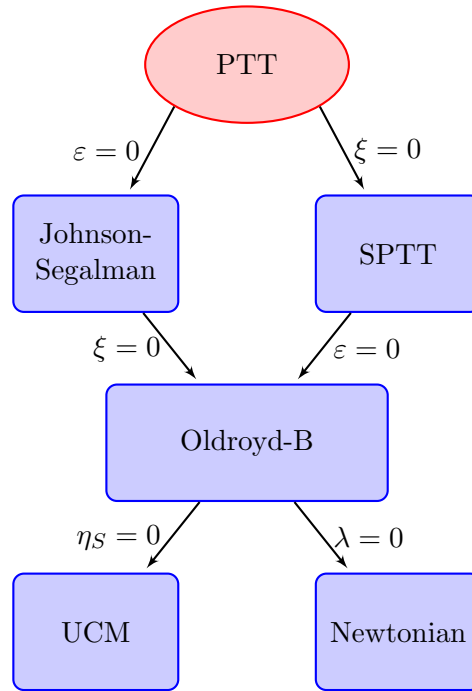 PTT
ε = 0
ξ = 0
Johnson-
Segalman
SPTT
ξ = 0
ε = 0
Oldroyd-B
η_S = 0
λ = 0
UCM
Newtonian